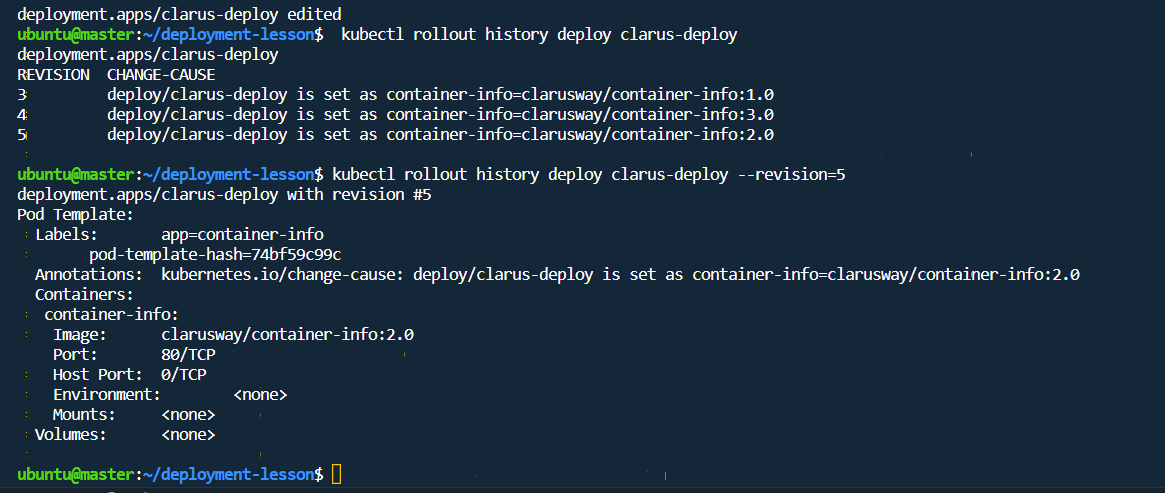 deployment.apps/clarus-deploy edited
ubuntu@master:~/deployment-lesson$  kubectl rollout history deploy clarus-deploy
deployment.apps/clarus-deploy
REVISION  CHANGE-CAUSE
3         deploy/clarus-deploy is set as container-info=clarusway/container-info:1.0
4         deploy/clarus-deploy is set as container-info=clarusway/container-info:3.0
5         deploy/clarus-deploy is set as container-info=clarusway/container-info:2.0
ubuntu@master:~/deployment-lesson$ kubectl rollout history deploy clarus-deploy --revision=5
deployment.apps/clarus-deploy with revision #5
Pod Template:
  Labels:       app=container-info
        pod-template-hash=74bf59c99c
  Annotations:  kubernetes.io/change-cause: deploy/clarus-deploy is set as container-info=clarusway/container-info:2.0
  Containers:
   container-info:
    Image:      clarusway/container-info:2.0
    Port:       80/TCP
    Host Port:  0/TCP
    Environment:        <none>
    Mounts:     <none>
  Volumes:      <none>
ubuntu@master:~/deployment-lesson$